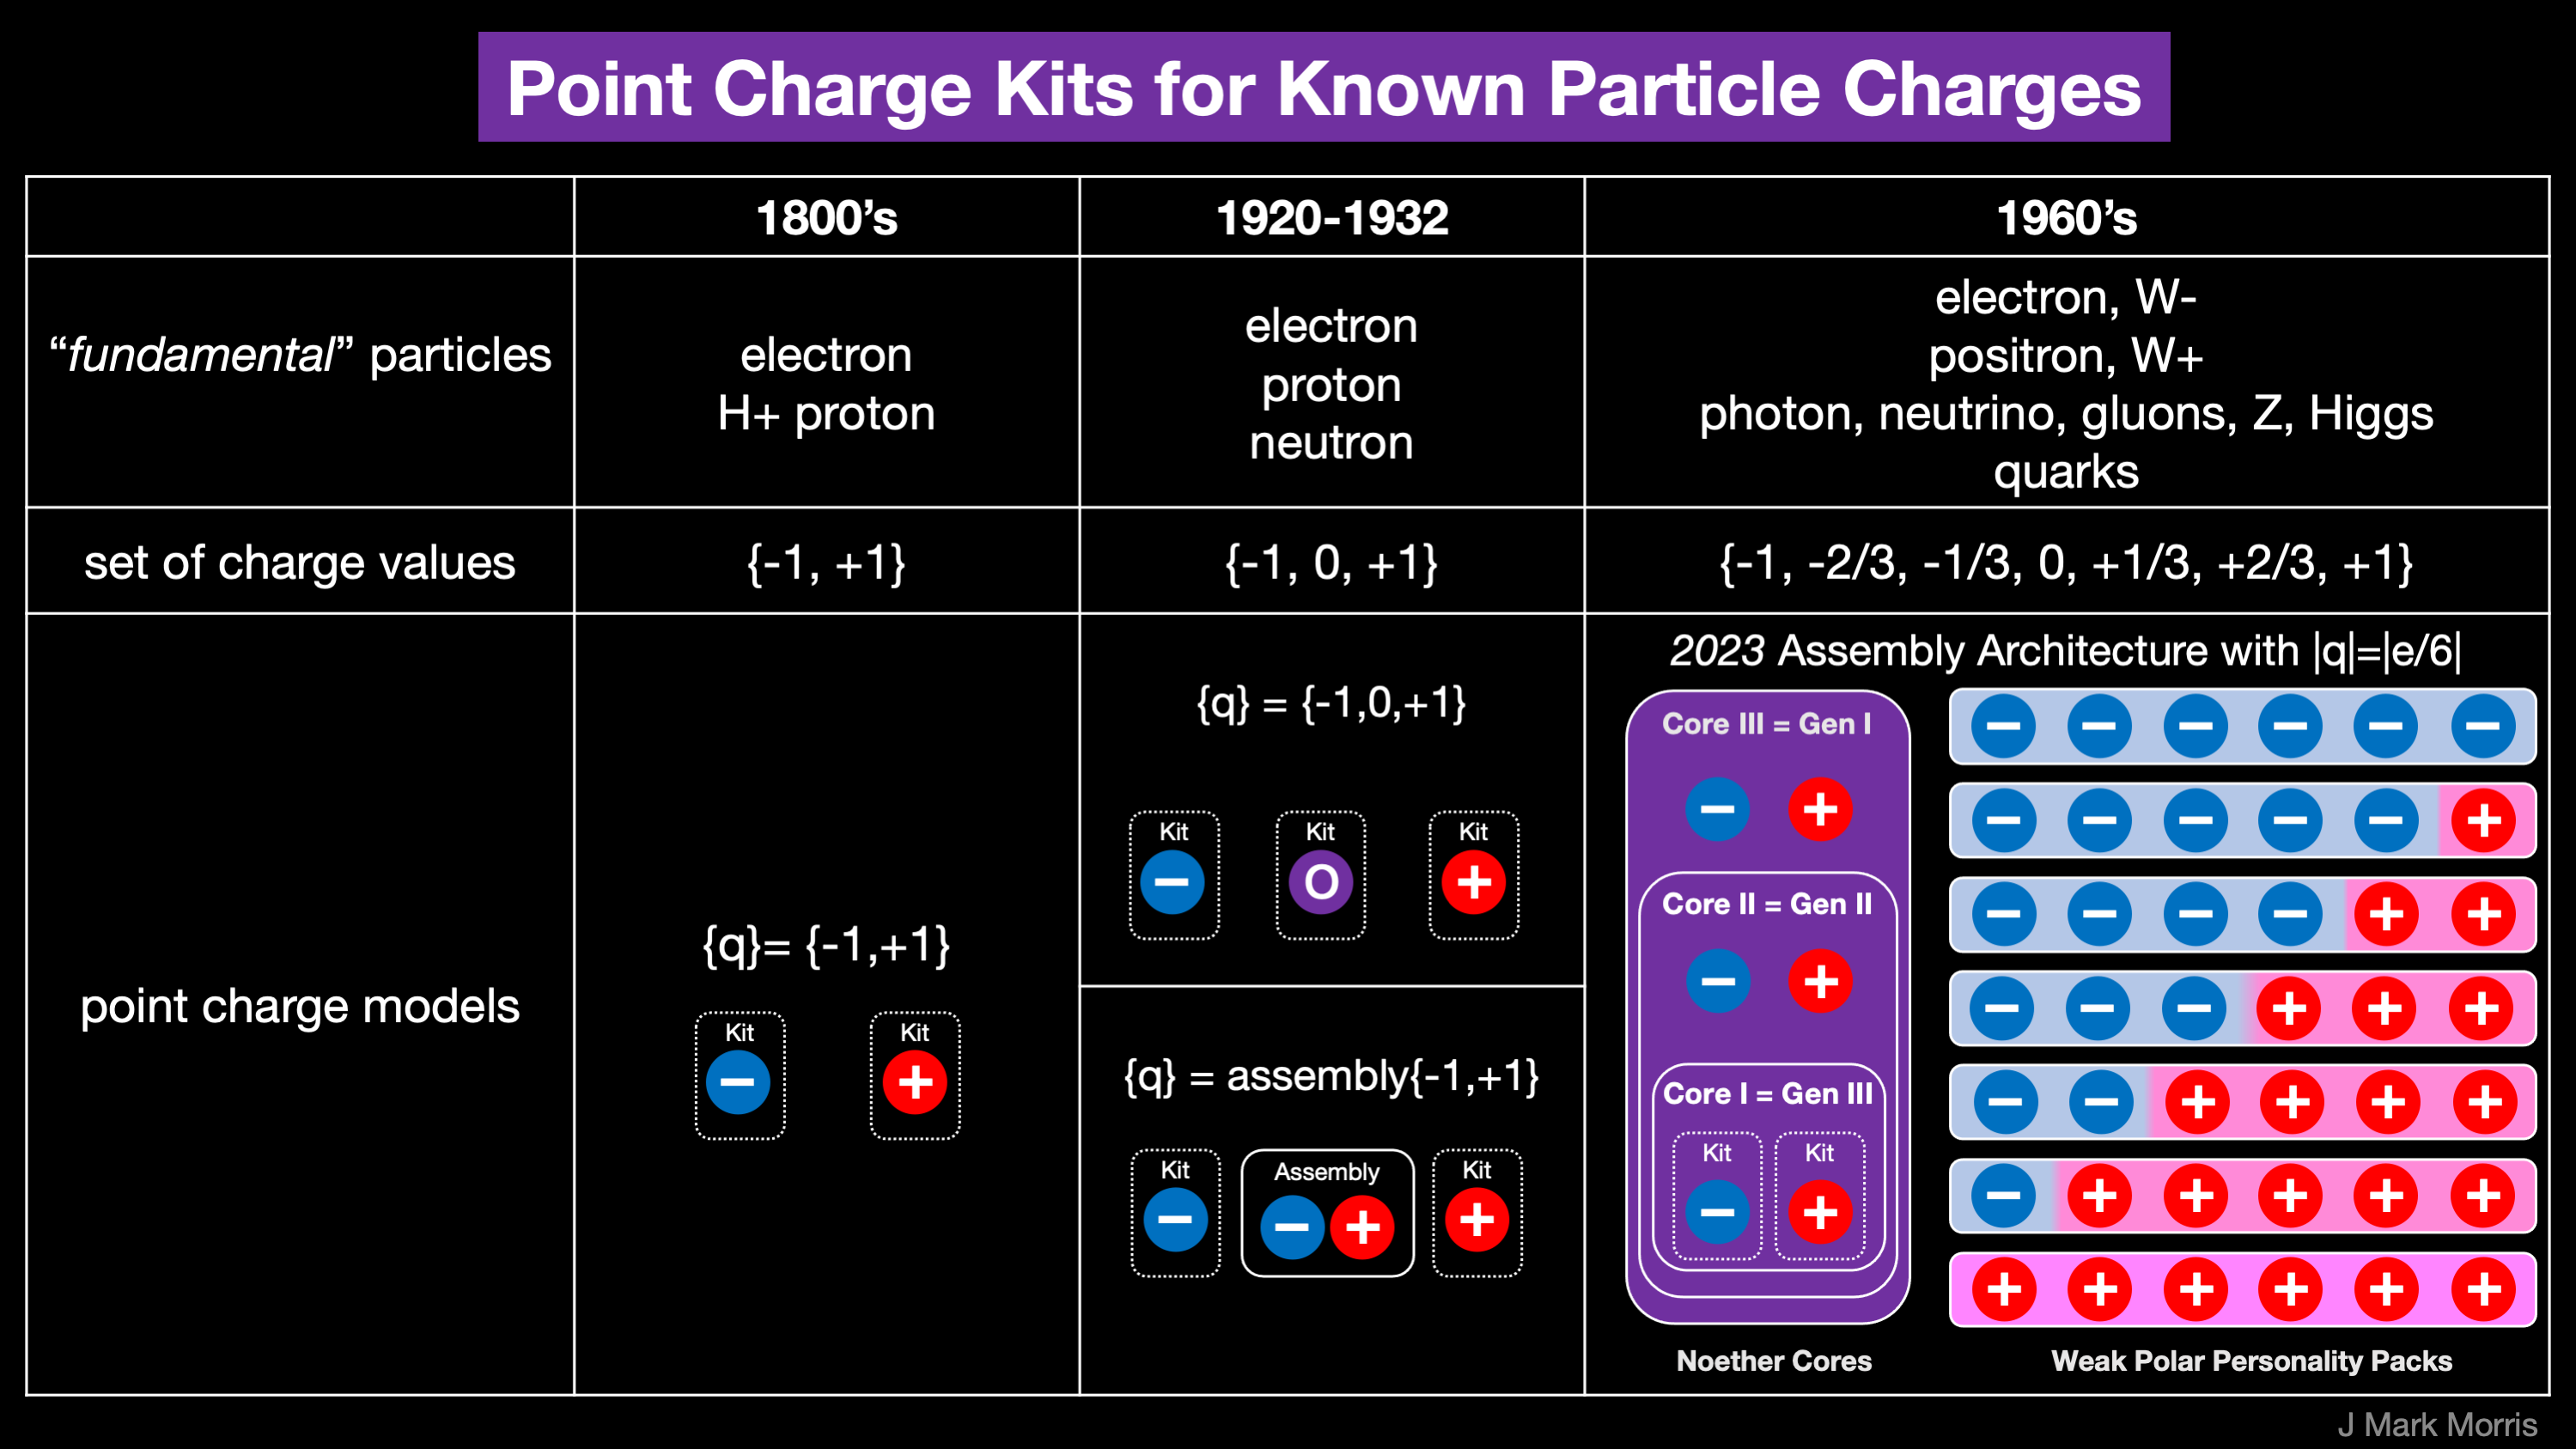 Point Charge Kits for Known Particle Charges
1800’s
1920-1932
1960’s
“fundamental” particles
electron
H+ proton
electron
proton
neutron
electron, W-
positron, W+
photon, neutrino, gluons, Z, Higgs
quarks
set of charge values
{-1, +1}
{-1, 0, +1}
{-1, -2/3, -1/3, 0, +1/3, +2/3, +1}
point charge models
{q}= {-1,+1}
Kit
−
Kit
+
{q} = {-1,0,+1}
Kit
−
Kit
O
Kit
+
{q} = assembly{-1,+1}
Kit
−
Assembly
− +
Kit
+
2023 Assembly Architecture with |q|=|e/6|
Core III = Gen I
− +
Core II = Gen II
− +
Core I = Gen III
Kit
−
Kit
+
Noether Cores
− − − − − −
− − − − − +
− − − − + +
− − − + + +
− − + + + +
− + + + + +
+ + + + + +
Weak Polar Personality Packs
J Mark Morris